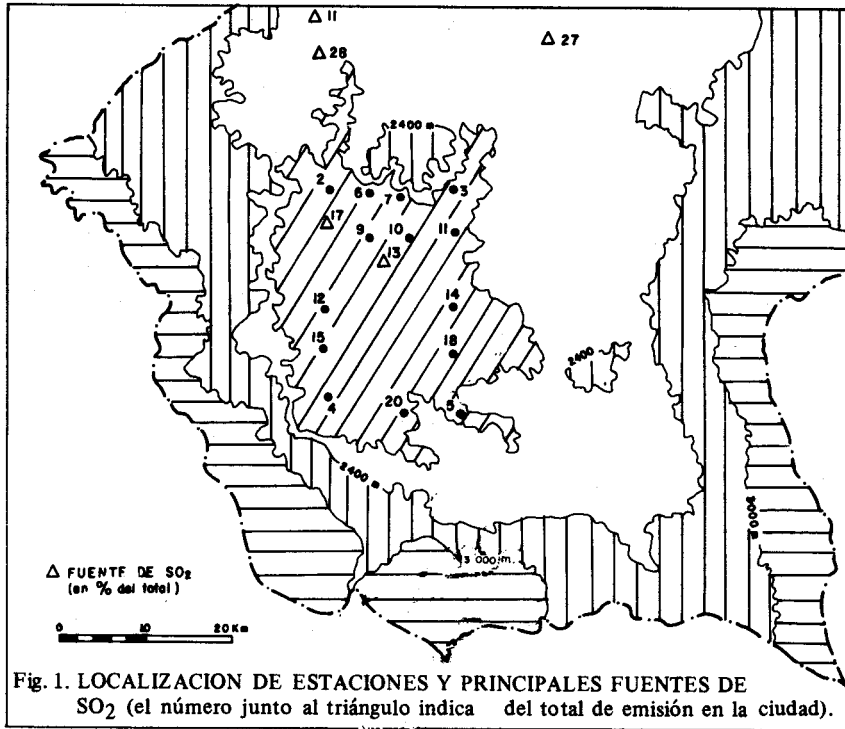 △ 11
△ 28
△ 27
2400 m
2
6
7
3
△ 17
9
10
11
△ 13
12
14
15
18
2400
4
20
5
2400 m
3000 m
3 000 m.
△ FUENTE DE SO₂
(en % del total)
0 10 20 Km
Fig. 1. LOCALIZACION DE ESTACIONES Y PRINCIPALES FUENTES DE
SO₂ (el número junto al triángulo indica del total de emisión en la ciudad).